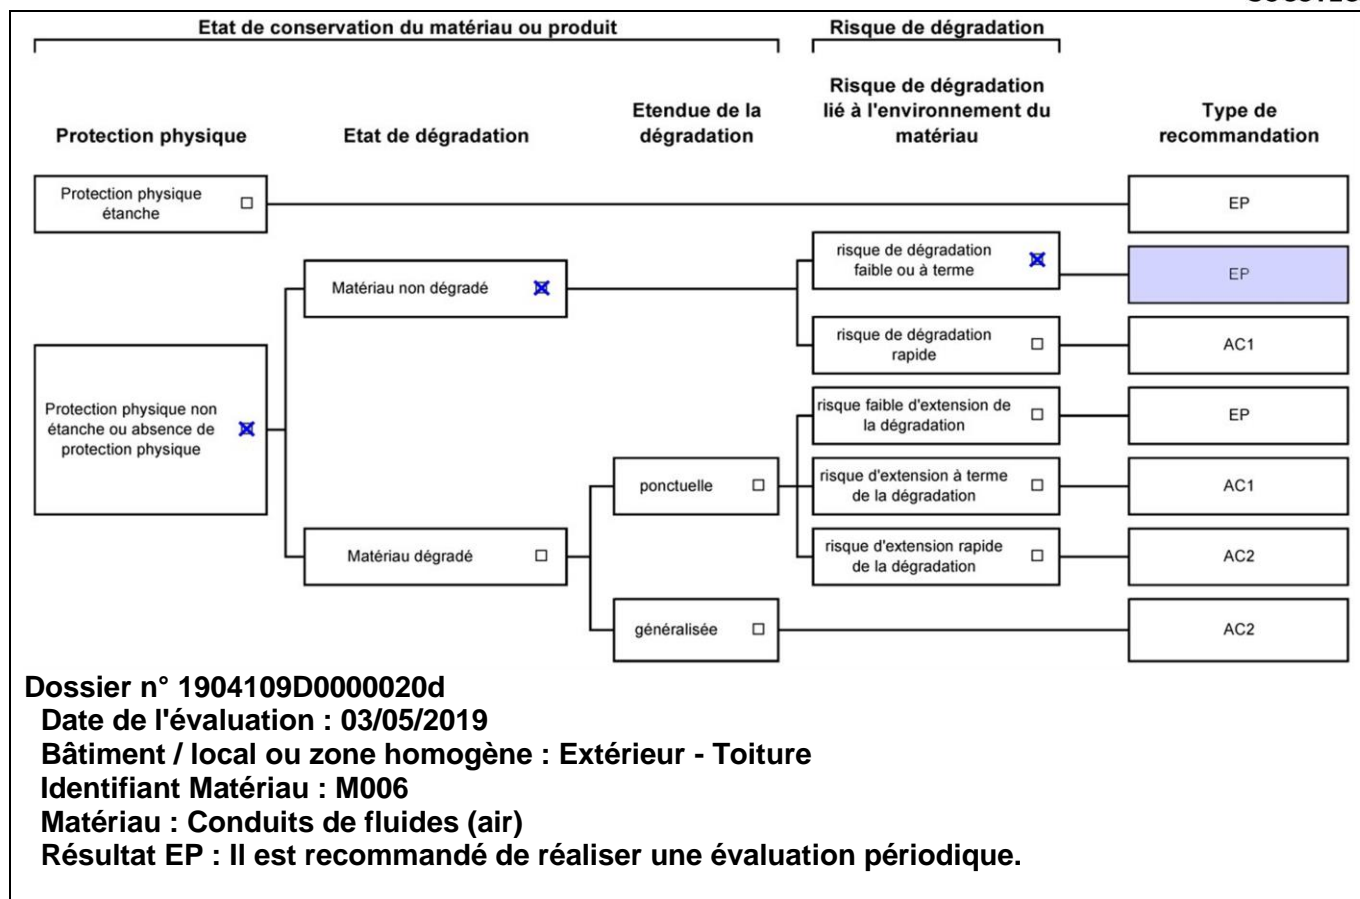 Etat de conservation du matériau ou produit
Risque de dégradation
Protection physique
Etat de dégradation
Etendue de la
dégradation
Risque de dégradation
lié à l'environnement du
matériau
Type de
recommandation
Protection physique
étanche
EP
risque de dégradation
faible ou à terme
EP
Matériau non dégradé
risque de dégradation
rapide
AC1
Protection physique non
étanche ou absence de
protection physique
risque faible d'extension de
la dégradation
EP
ponctuelle
risque d'extension à terme
de la dégradation
AC1
Matériau dégradé
risque d'extension rapide
de la dégradation
AC2
généralisée
AC2
Dossier n° 1904109D0000020d
Date de l'évaluation : 03/05/2019
Bâtiment / local ou zone homogène : Extérieur - Toiture
Identifiant Matériau : M006
Matériau : Conduits de fluides (air)
Résultat EP : Il est recommandé de réaliser une évaluation périodique.